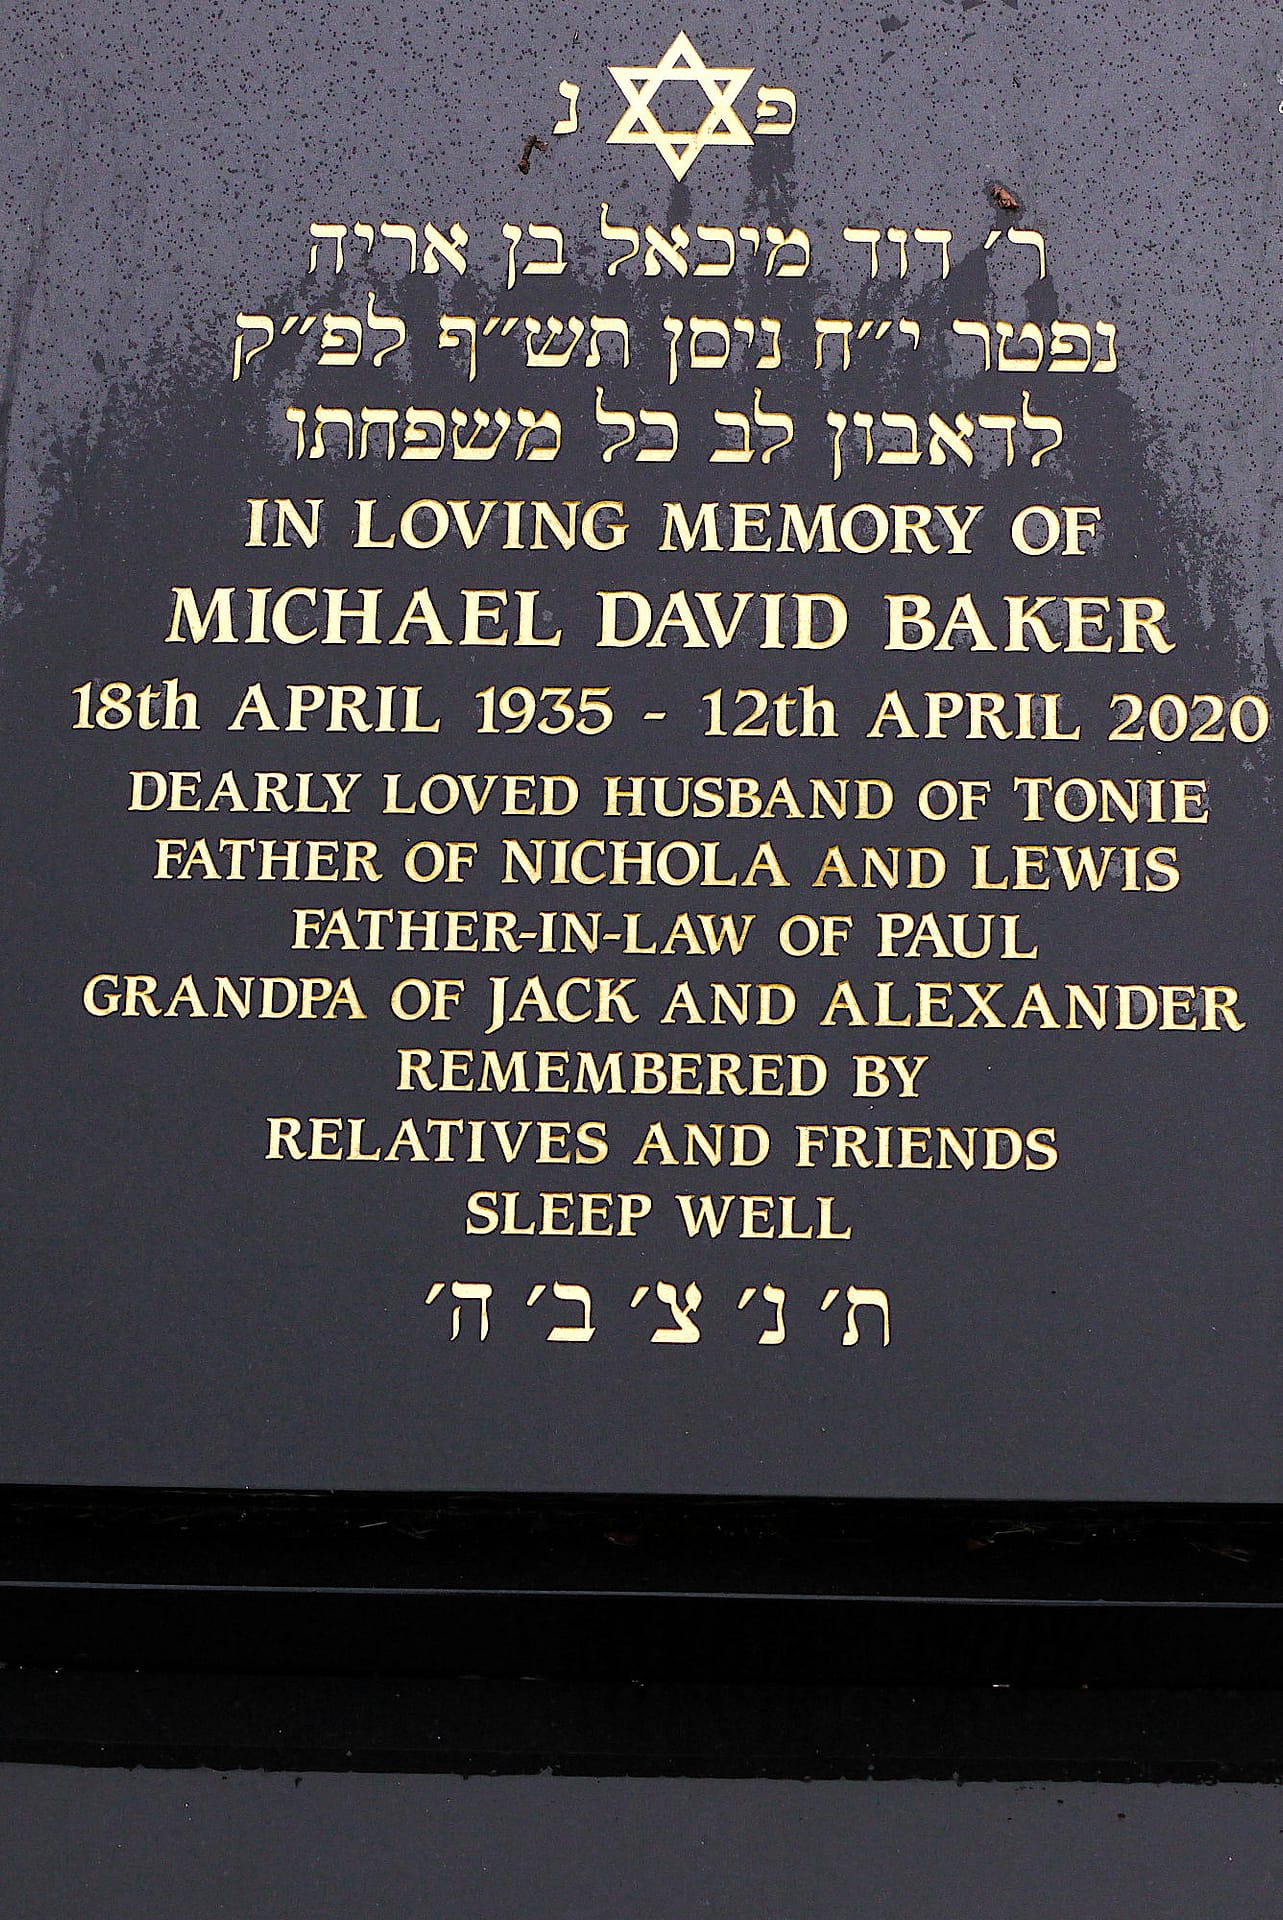 פ נ
ר׳ דוד מיכאל בן אריה
נפטר י״ח ניסן תש״ף לפ״ק
לדאבון לב כל משפחתו
IN LOVING MEMORY OF
MICHAEL DAVID BAKER
18th APRIL 1935 - 12th APRIL 2020
DEARLY LOVED HUSBAND OF TONIE
FATHER OF NICHOLA AND LEWIS
FATHER-IN-LAW OF PAUL
GRANDPA OF JACK AND ALEXANDER
REMEMBERED BY
RELATIVES AND FRIENDS
SLEEP WELL
ת׳ נ׳ צ׳ ב׳ ה׳